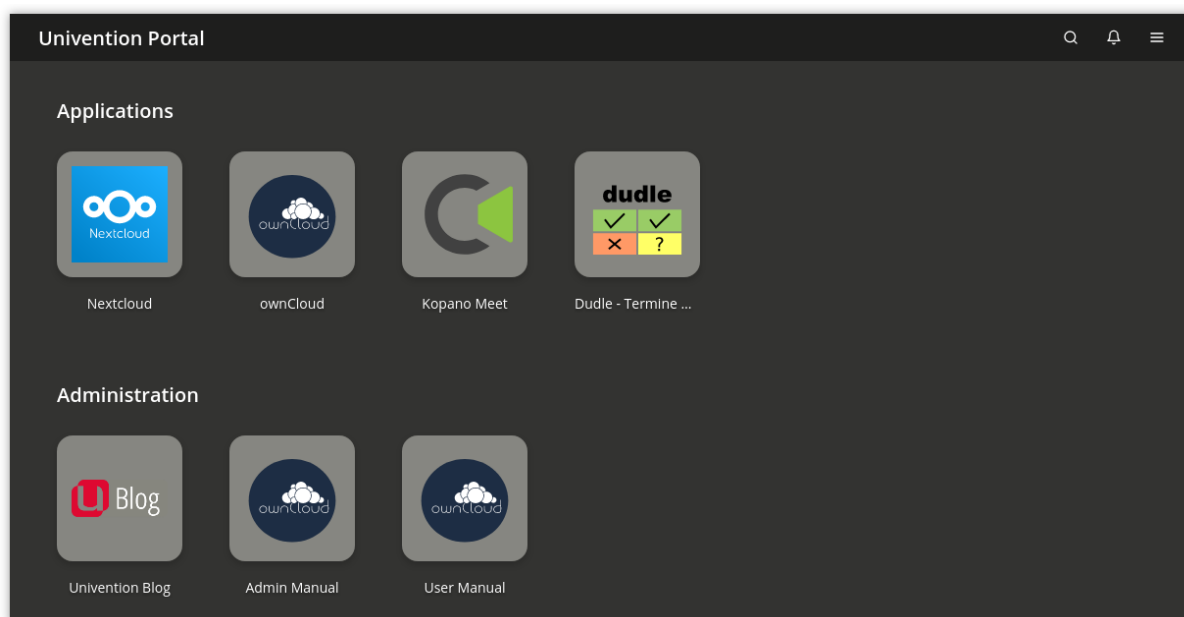 Univention Portal
Applications
Nextcloud
ownCloud
dudle
?
Nextcloud
ownCloud
Kopano Meet
Dudle - Termine ...
Administration
u Blog
ownCloud
ownCloud
Univention Blog
Admin Manual
User Manual